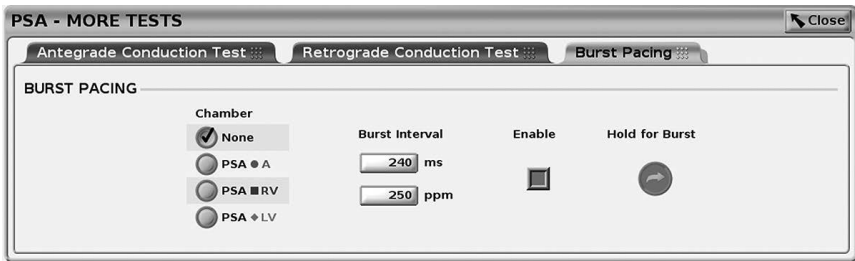 PSA - MORE TESTS
Close
Antegrade Conduction Test
Retrograde Conduction Test
Burst Pacing
BURST PACING
Chamber
None
PSA ● A
PSA ■ RV
PSA ◆ LV
Burst Interval
240 ms
250 ppm
Enable
Hold for Burst